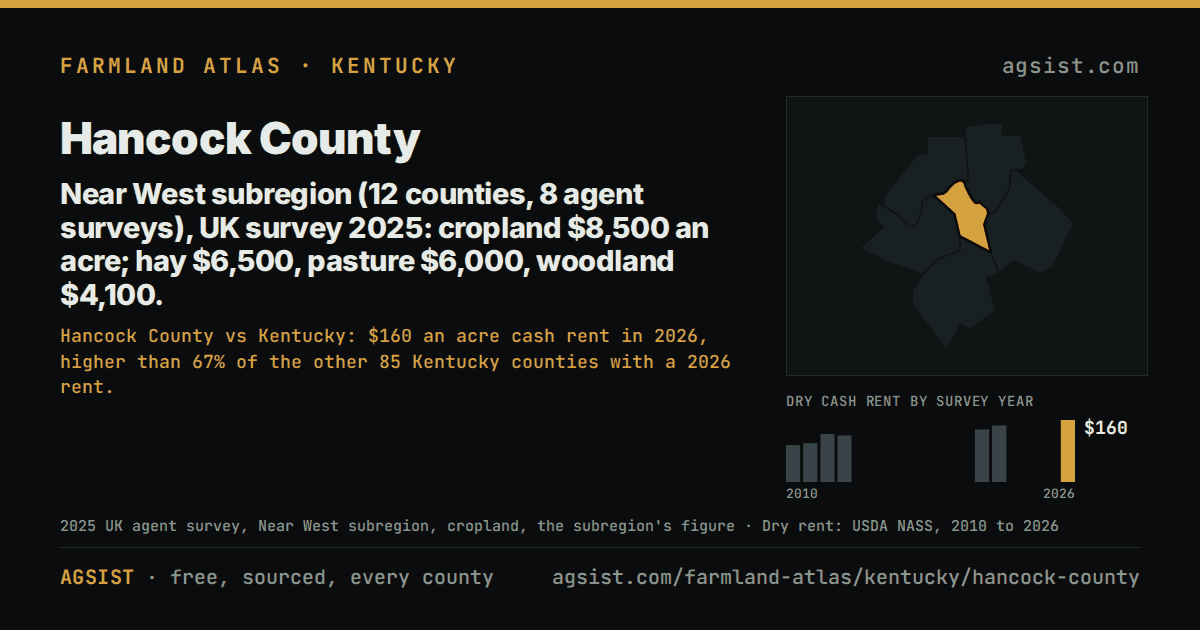 FARMLAND ATLAS · KENTUCKY
agsist.com
Hancock County
Near West subregion (12 counties, 8 agent
surveys), UK survey 2025: cropland $8,500 an
acre; hay $6,500, pasture $6,000, woodland
$4,100.
Hancock County vs Kentucky: $160 an acre cash rent in 2026,
higher than 67% of the other 85 Kentucky counties with a 2026
rent.
DRY CASH RENT BY SURVEY YEAR
$160
2010
2026
2025 UK agent survey, Near West subregion, cropland, the subregion's figure · Dry rent: USDA NASS, 2010 to 2026
AGSIST · free, sourced, every county
agsist.com/farmland-atlas/kentucky/hancock-county